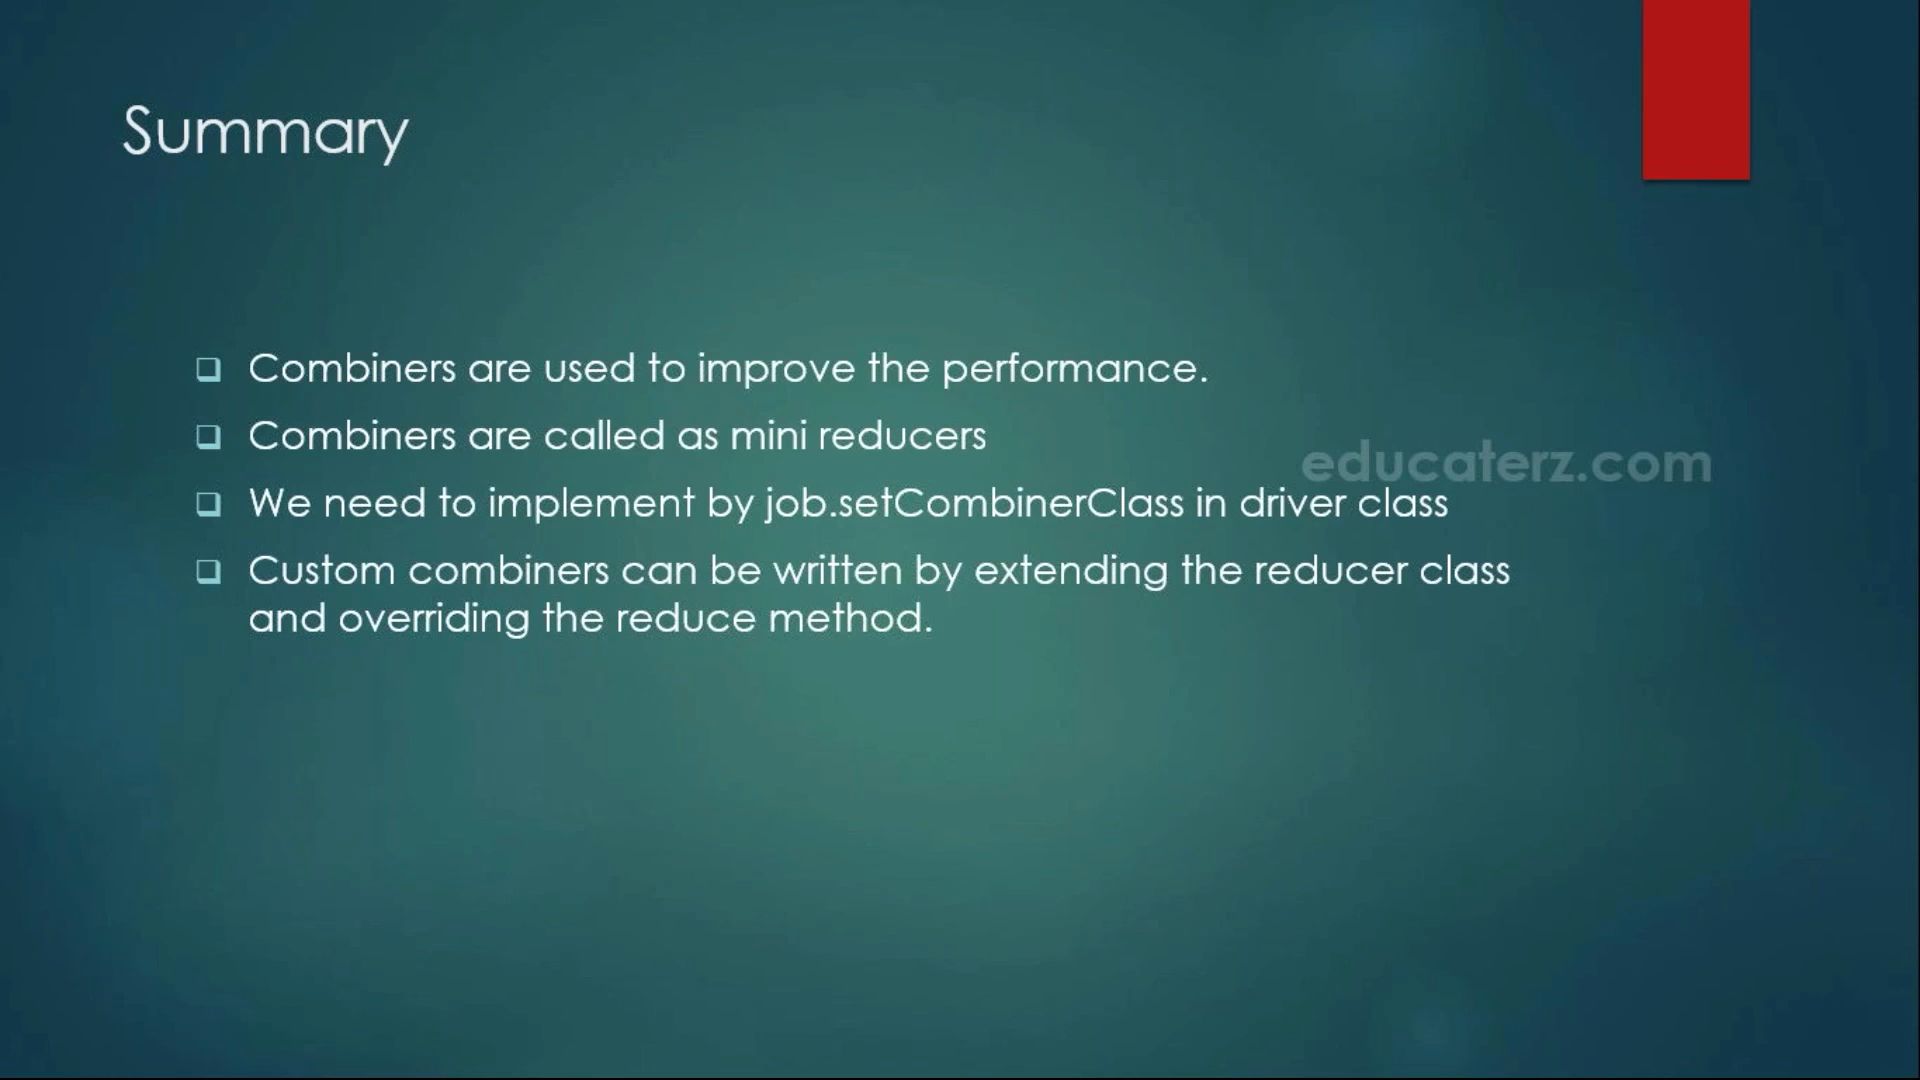 Summary
Combiners are used to improve the performance.
Combiners are called as mini reducers
educaterz.com
We need to implement by job.setCombinerClass in driver class
Custom combiners can be written by extending the reducer class
and overriding the reduce method.